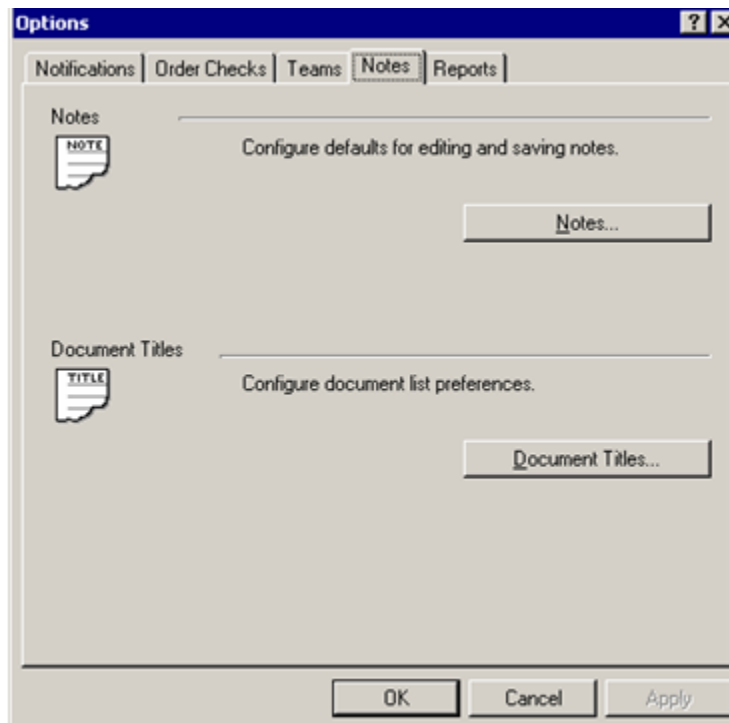 Options
Notifications
Order Checks
Teams
Notes
Reports
Notes
NOTE
Configure defaults for editing and saving notes.
Notes...
Document Titles
TITLE
Configure document list preferences.
Document Titles...
OK
Cancel
Apply